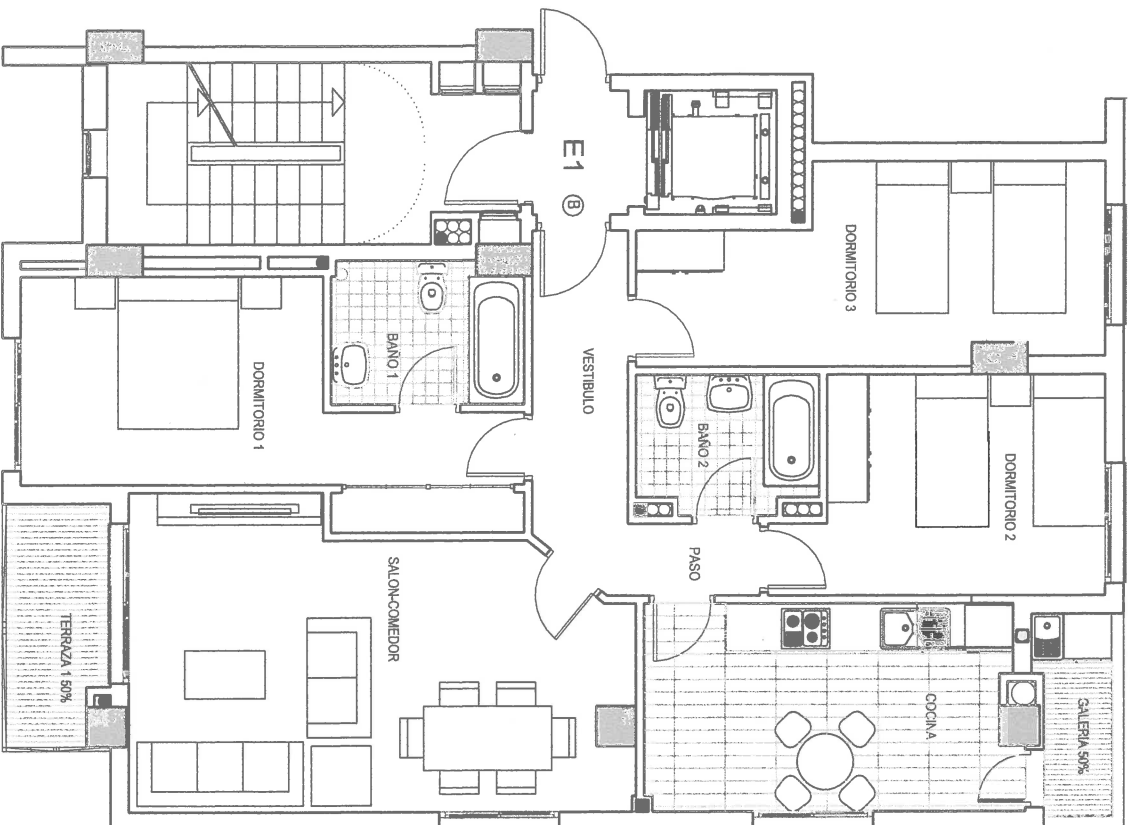 E1
B
DORMITORIO 3
BAÑO 1
VESTIBULO
DORMITORIO 1
BAÑO 2
DORMITORIO 2
PASO
SALON-COMEDOR
TERRAZA 1 50%
COCINA
GALERIA 50%